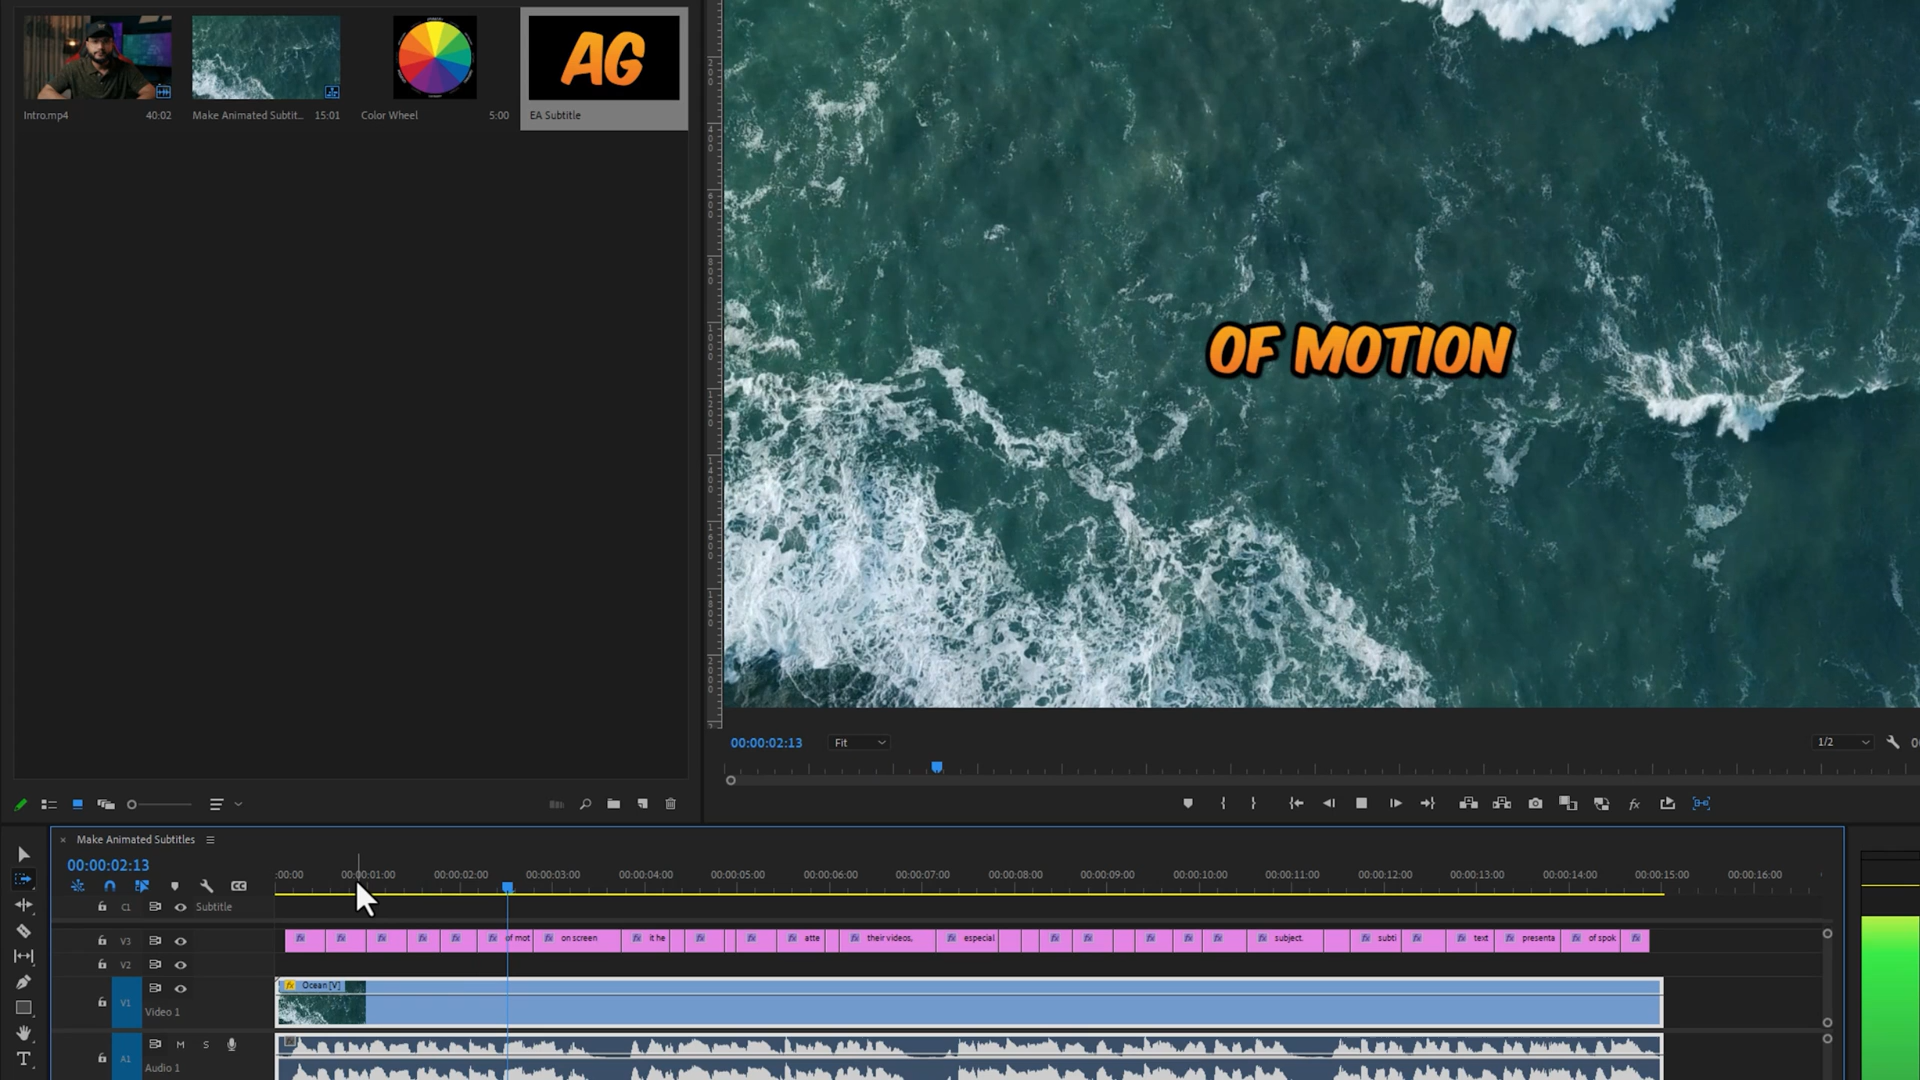 AG
Intro.mp4 40:02
Make Animated Subtit... 15:01
Color Wheel 5:00
EA Subtitle
OF MOTION
00:00:02:13
Fit
1/2
Make Animated Subtitles
00:00:02:13
:00:00 00:00:01:00 00:00:02:00 00:00:03:00 00:00:04:00 00:00:05:00 00:00:06:00 00:00:07:00 00:00:08:00 00:00:09:00 00:00:10:00 00:00:11:00 00:00:12:00 00:00:13:00 00:00:14:00 00:00:15:00 00:00:16:00
CC
C1 Subtitle
V3
of mot on screen it he atte their videos, especial subject. subti text presenta of spok
V2
V1
Video 1
fx Ocean [V]
A1
M S
Audio 1